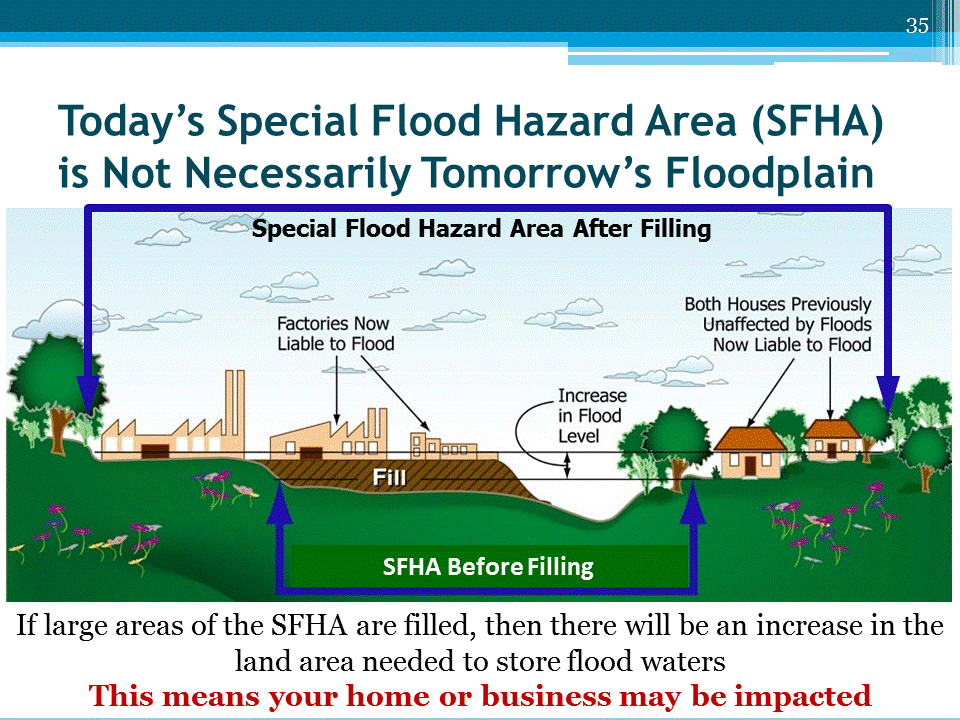 35
Today’s Special Flood Hazard Area (SFHA)
is Not Necessarily Tomorrow’s Floodplain
Special Flood Hazard Area After Filling
Factories Now
Liable to Flood
Both Houses Previously
Unaffected by Floods
Now Liable to Flood
Increase
in Flood
Level
Fill
SFHA Before Filling
If large areas of the SFHA are filled, then there will be an increase in the
land area needed to store flood waters
This means your home or business may be impacted